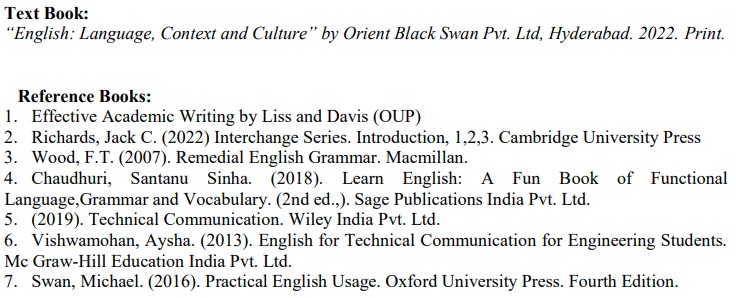 Text Book:
“English: Language, Context and Culture” by Orient Black Swan Pvt. Ltd, Hyderabad. 2022. Print.
Reference Books:
1. Effective Academic Writing by Liss and Davis (OUP)
2. Richards, Jack C. (2022) Interchange Series. Introduction, 1,2,3. Cambridge University Press
3. Wood, F.T. (2007). Remedial English Grammar. Macmillan.
4. Chaudhuri, Santanu Sinha. (2018). Learn English: A Fun Book of Functional
Language,Grammar and Vocabulary. (2nd ed.,). Sage Publications India Pvt. Ltd.
5. (2019). Technical Communication. Wiley India Pvt. Ltd.
6. Vishwamohan, Aysha. (2013). English for Technical Communication for Engineering Students.
Mc Graw-Hill Education India Pvt. Ltd.
7. Swan, Michael. (2016). Practical English Usage. Oxford University Press. Fourth Edition.